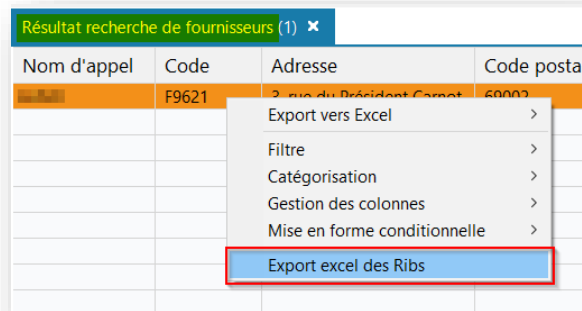 Résultat recherche de fournisseurs (1) ×
Nom d'appel Code Adresse Code posta
F9621 3, rue du Président Carnot 69002
Export vers Excel >
Filtre >
Catégorisation >
Gestion des colonnes >
Mise en forme conditionnelle >
Export excel des Ribs